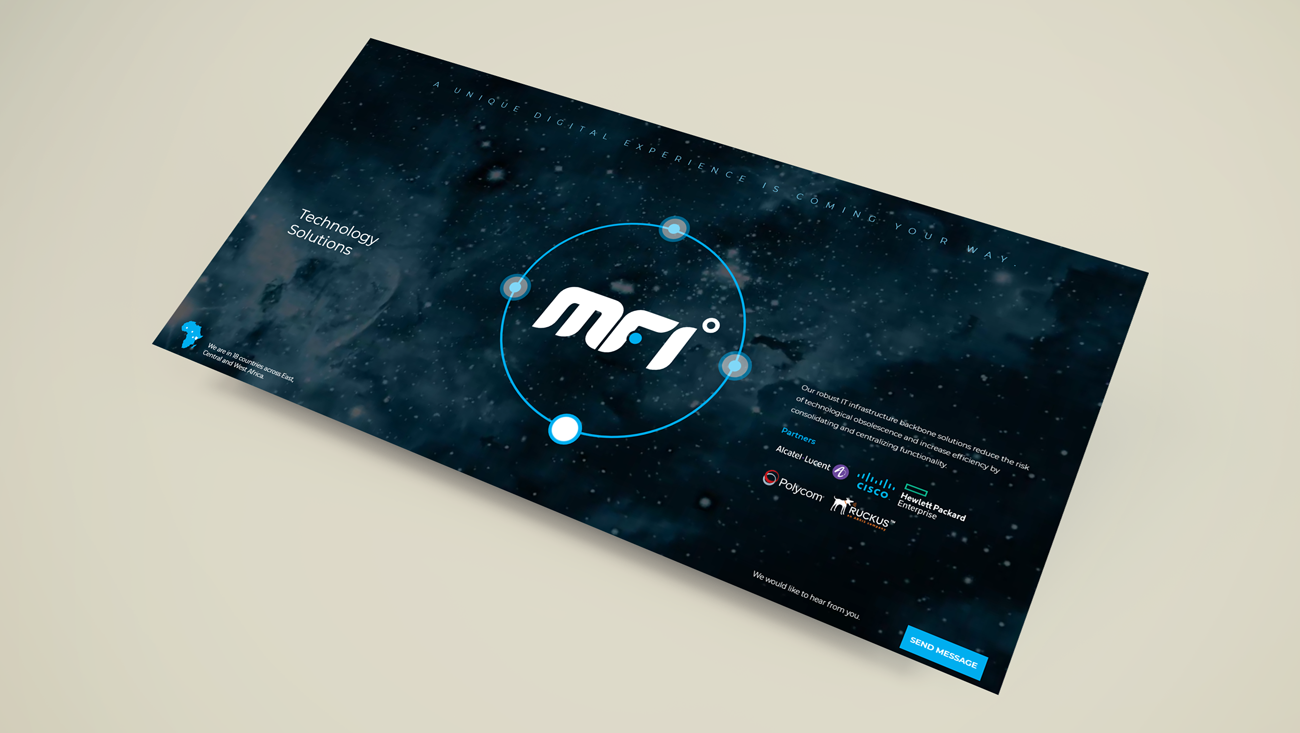 A UNIQUE DIGITAL EXPERIENCE IS COMING YOUR WAY
Technology
Solutions
MFI
We are in 18 countries across East,
Central and West Africa.
Our robust IT infrastructure backbone solutions reduce the risk
of technological obsolescence and increase efficiency by
consolidating and centralizing functionality.
Partners
Alcatel·Lucent
CISCO
Hewlett Packard
Enterprise
Polycom
RUCKUS
We would like to hear from you.
SEND MESSAGE